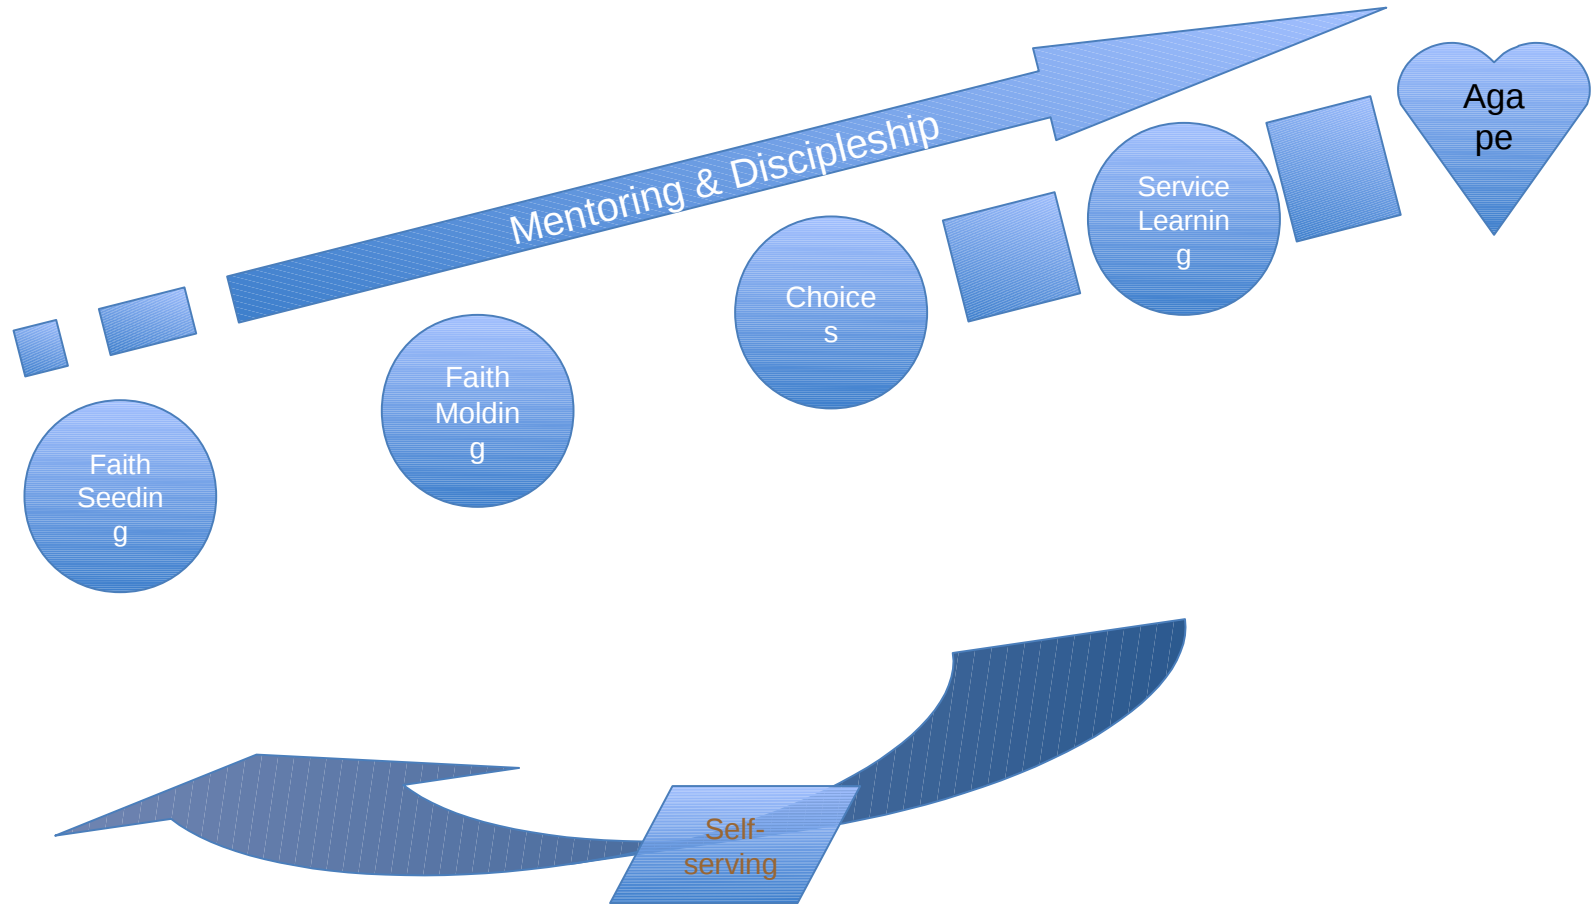 Mentoring & Discipleship
Aga
pe
Service
Learnin
g
Choice
s
Faith
Moldin
g
Faith
Seedin
g
Self-
serving